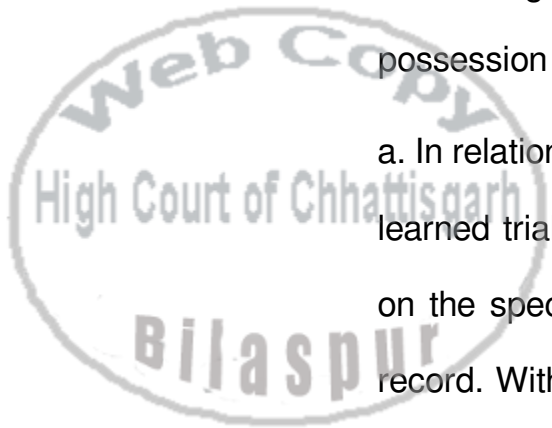 Web Copy
possession
a. In relation
High Court of Chhattisgarh
learned tria
on the spec
Bilaspur
record. With